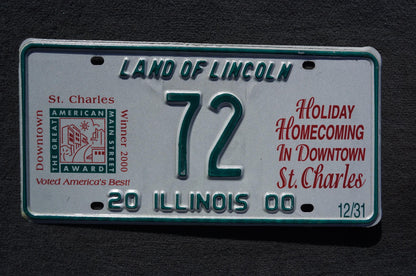 LAND OF LINCOLN
St. Charles
Downtown
THE GREAT
AMERICAN
MAIN STREET
AWARD
Winner 2000
Voted America's Best!
72
HOLIDAY
HOMECOMING
IN DOWNTOWN
St. Charles
20 ILLINOIS 00
12/31